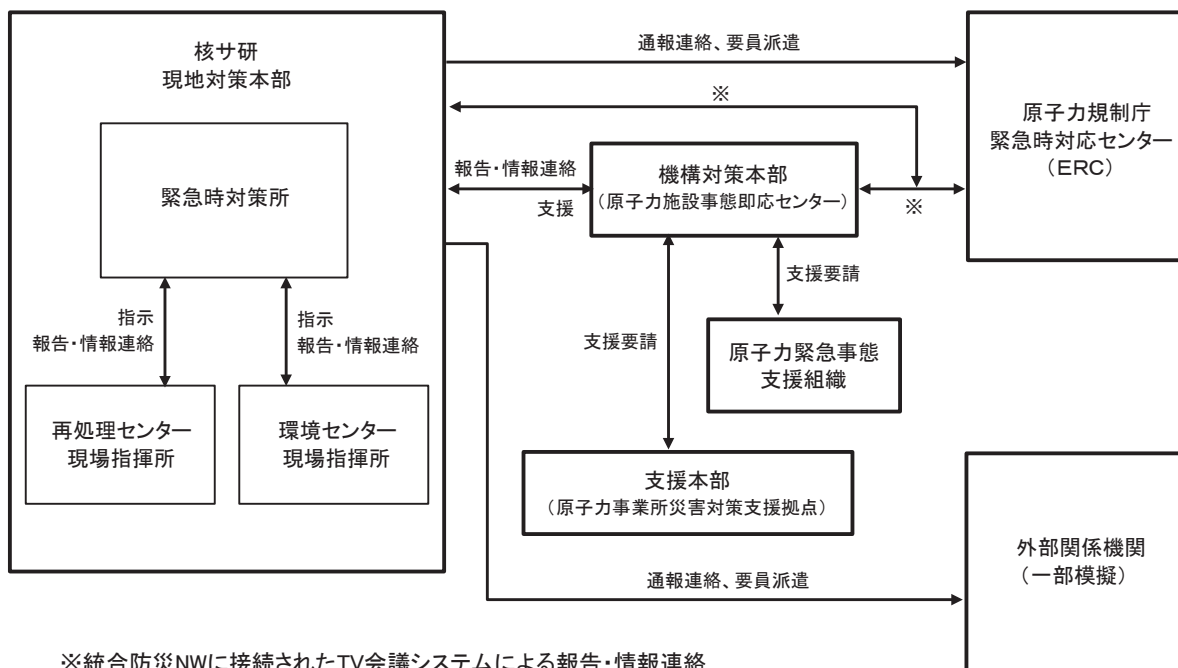 核サ研
現地対策本部
緊急時対策所
指示
報告・情報連絡
指示
報告・情報連絡
再処理センター
現場指揮所
環境センター
現場指揮所
通報連絡、要員派遣
※
報告・情報連絡
支援
機構対策本部
(原子力施設事態即応センター)
※
原子力規制庁
緊急時対応センター
(ERC)
支援要請
支援要請
原子力緊急事態
支援組織
支援本部
(原子力事業所災害対策支援拠点)
通報連絡、要員派遣
外部関係機関
(一部模擬)
※統合防災NWに接続されたTV会議システムによる報告・情報連絡